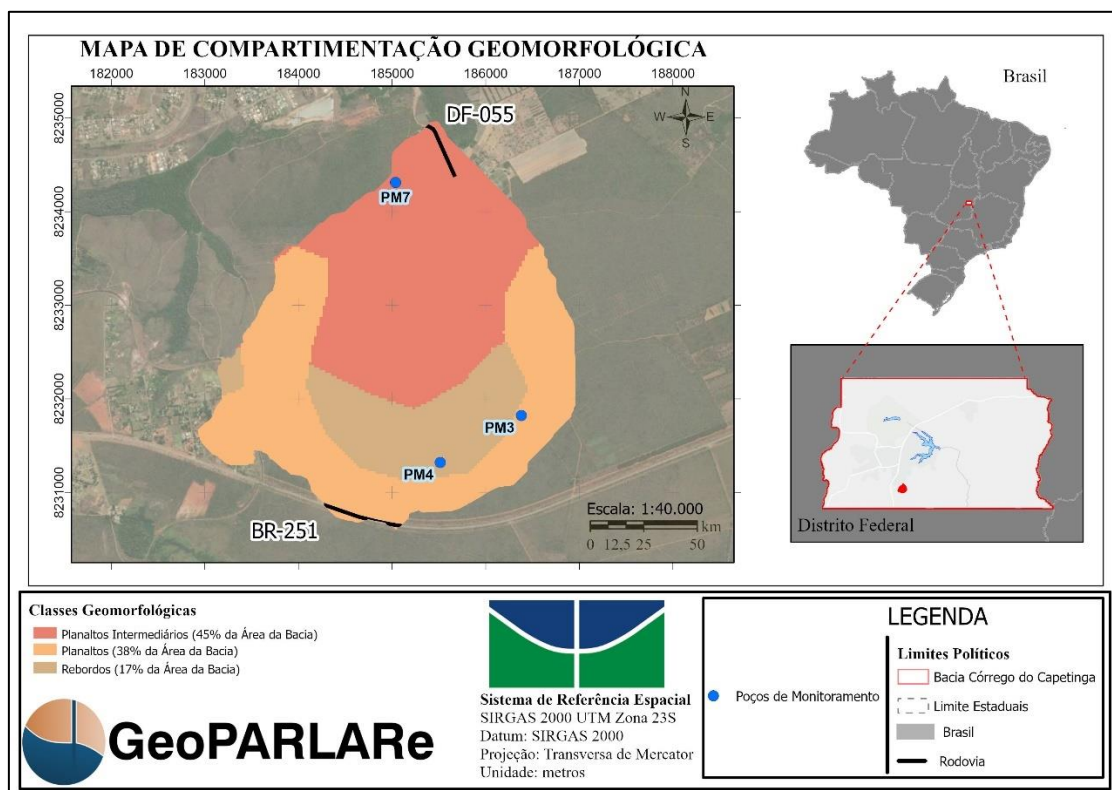 MAPA DE COMPARTIMENTAÇÃO GEOMORFOLÓGICA
182000 183000 184000 185000 186000 187000 188000
8235000
8234000
8233000
8232000
8231000
DF-055
N
W E
S
PM7
PM3
PM4
BR-251
Escala: 1:40.000
km
0 12,5 25 50
Brasil
Distrito Federal
Classes Geomorfológicas
Planaltos Intermediários (45% da Área da Bacia)
Planaltos (38% da Área da Bacia)
Rebordos (17% da Área da Bacia)
GeoPARLARe
Sistema de Referência Espacial
SIRGAS 2000 UTM Zona 23S
Datum: SIRGAS 2000
Projeção: Transversa de Mercator
Unidade: metros
Poços de Monitoramento
LEGENDA
Limites Políticos
Bacia Córrego do Capetinga
Limite Estaduais
Brasil
Rodovia